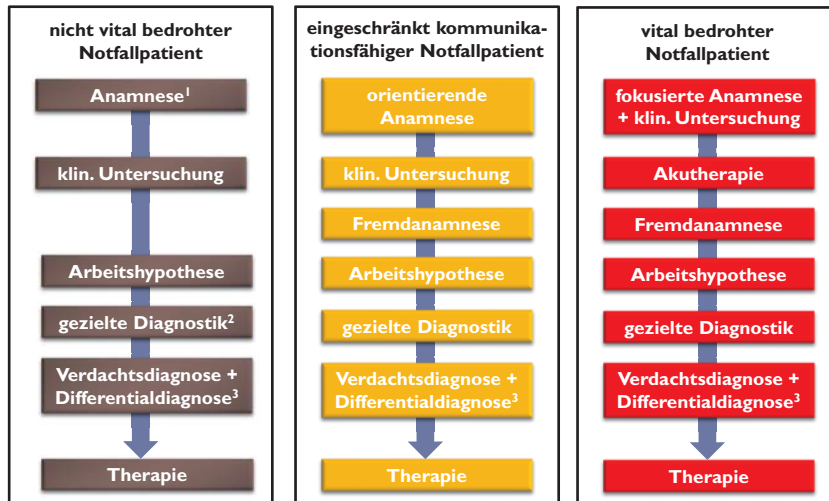 nicht vital bedrohter
Notfallpatient
Anamnese¹
klin. Untersuchung
Arbeitshypothese
gezielte Diagnostik²
Verdachtsdiagnose +
Differentialdiagnose³
Therapie
eingeschränkt kommunika-
tionsfähiger Notfallpatient
orientierende
Anamnese
klin. Untersuchung
Fremdanamnese
Arbeitshypothese
gezielte Diagnostik
Verdachtsdiagnose +
Differentialdiagnose³
Therapie
vital bedrohter
Notfallpatient
fokusierte Anamnese
+ klin. Untersuchung
Akutherapie
Fremdanamnese
Arbeitshypothese
gezielte Diagnostik
Verdachtsdiagnose +
Differentialdiagnose³
Therapie